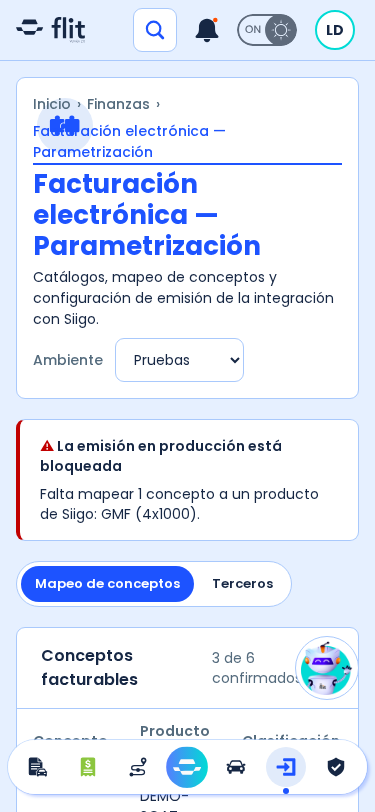 flit
ON
LD
Inicio › Finanzas ›
Facturación electrónica —
Parametrización
Facturación
electrónica —
Parametrización
Catálogos, mapeo de conceptos y
configuración de emisión de la integración
con Siigo.
Ambiente Pruebas
La emisión en producción está
bloqueada
Falta mapear 1 concepto a un producto
de Siigo: GMF (4x1000).
Mapeo de conceptos Terceros
Conceptos
facturables
3 de 6
confirmados
Producto
Concepto Clasificación
DEMO-